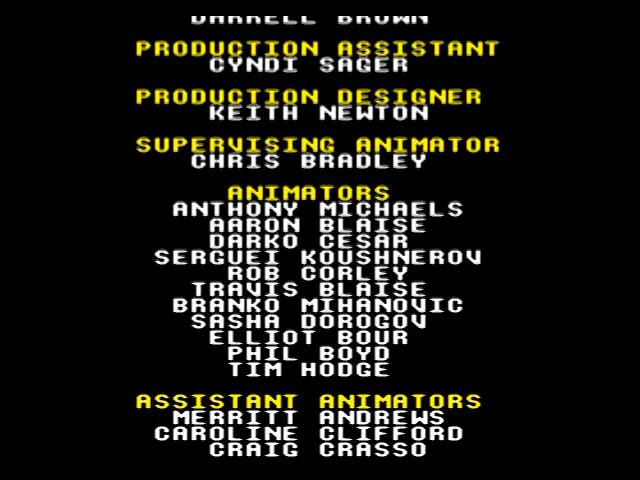 DARRELL BROWN
PRODUCTION ASSISTANT
CYNDI SAGER
PRODUCTION DESIGNER
KEITH NEWTON
SUPERVISING ANIMATOR
CHRIS BRADLEY
ANIMATORS
ANTHONY MICHAELS
AARON BLAISE
DARKO CESAR
SERGUEI KOUSHNEROV
ROB CORLEY
TRAVIS BLAISE
BRANKO MIHANOVIC
SASHA DOROGOV
ELLIOT BOUR
PHIL BOYD
TIM HODGE
ASSISTANT ANIMATORS
MERRITT ANDREWS
CAROLINE CLIFFORD
CRAIG CRASSO